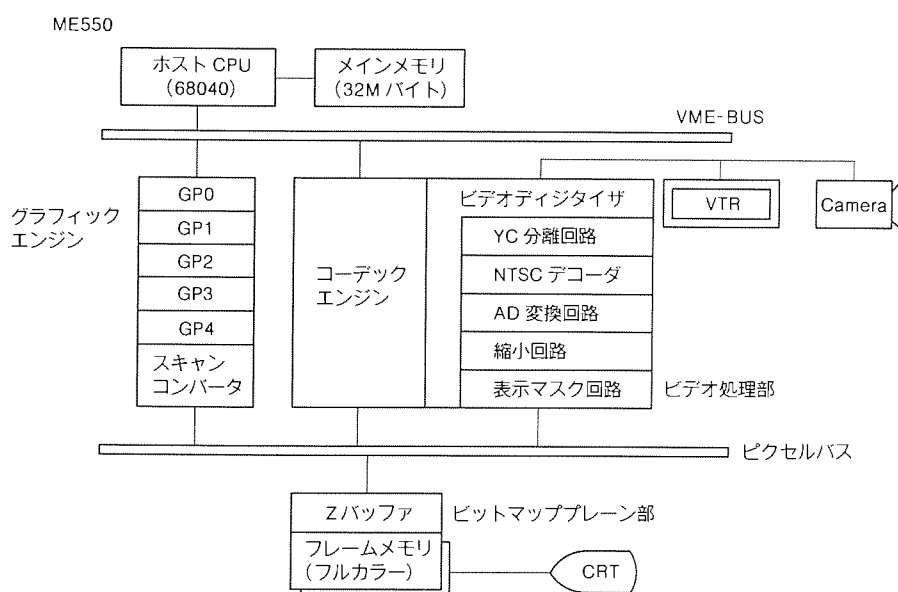 ME550
ホスト CPU
(68040)
メインメモリ
(32M バイト)
VME-BUS
グラフィック
エンジン
GP0
GP1
GP2
GP3
GP4
スキャン
コンバータ
コーデック
エンジン
ビデオディジタイザ
YC 分離回路
NTSC デコーダ
AD 変換回路
縮小回路
表示マスク回路
ビデオ処理部
VTR
Camera
ピクセルバス
Z バッファ
ビットマッププレーン部
フレームメモリ
(フルカラー)
CRT